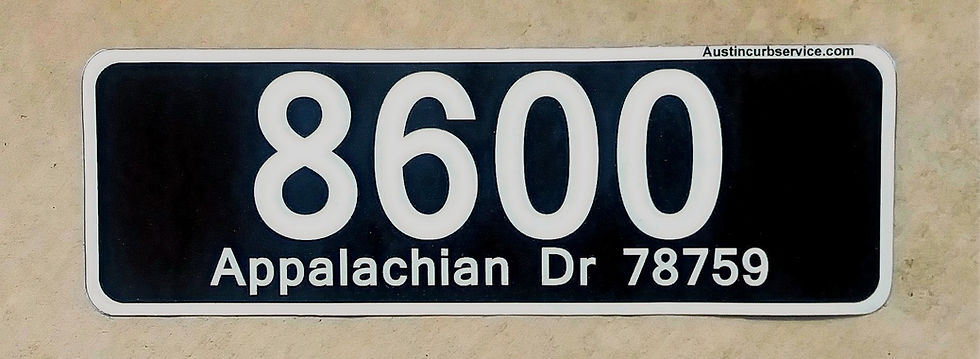 Austincurbservice.com
8600
Appalachian Dr 78759